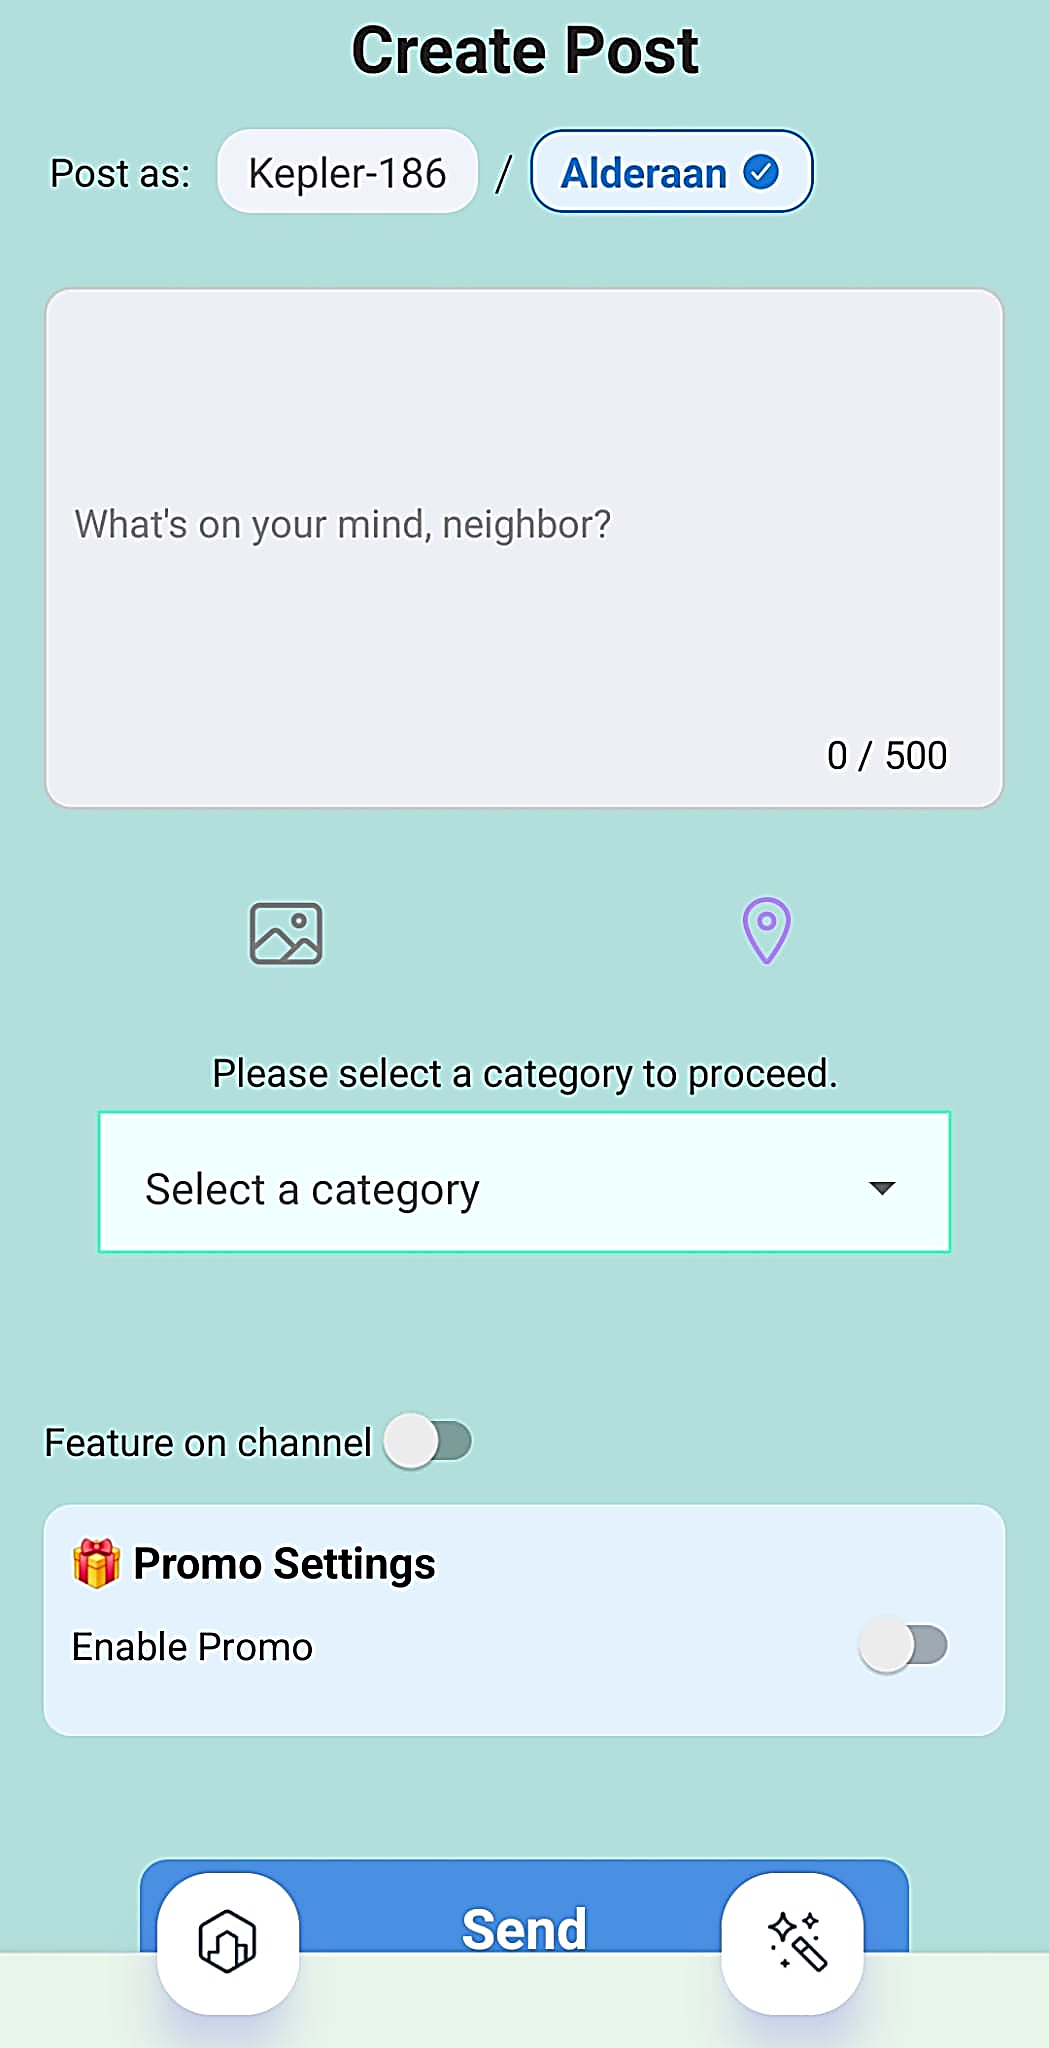 Create Post
Post as: Kepler-186 / Alderaan
What's on your mind, neighbor?
0 / 500
Please select a category to proceed.
Select a category
Feature on channel
Promo Settings
Enable Promo
Send